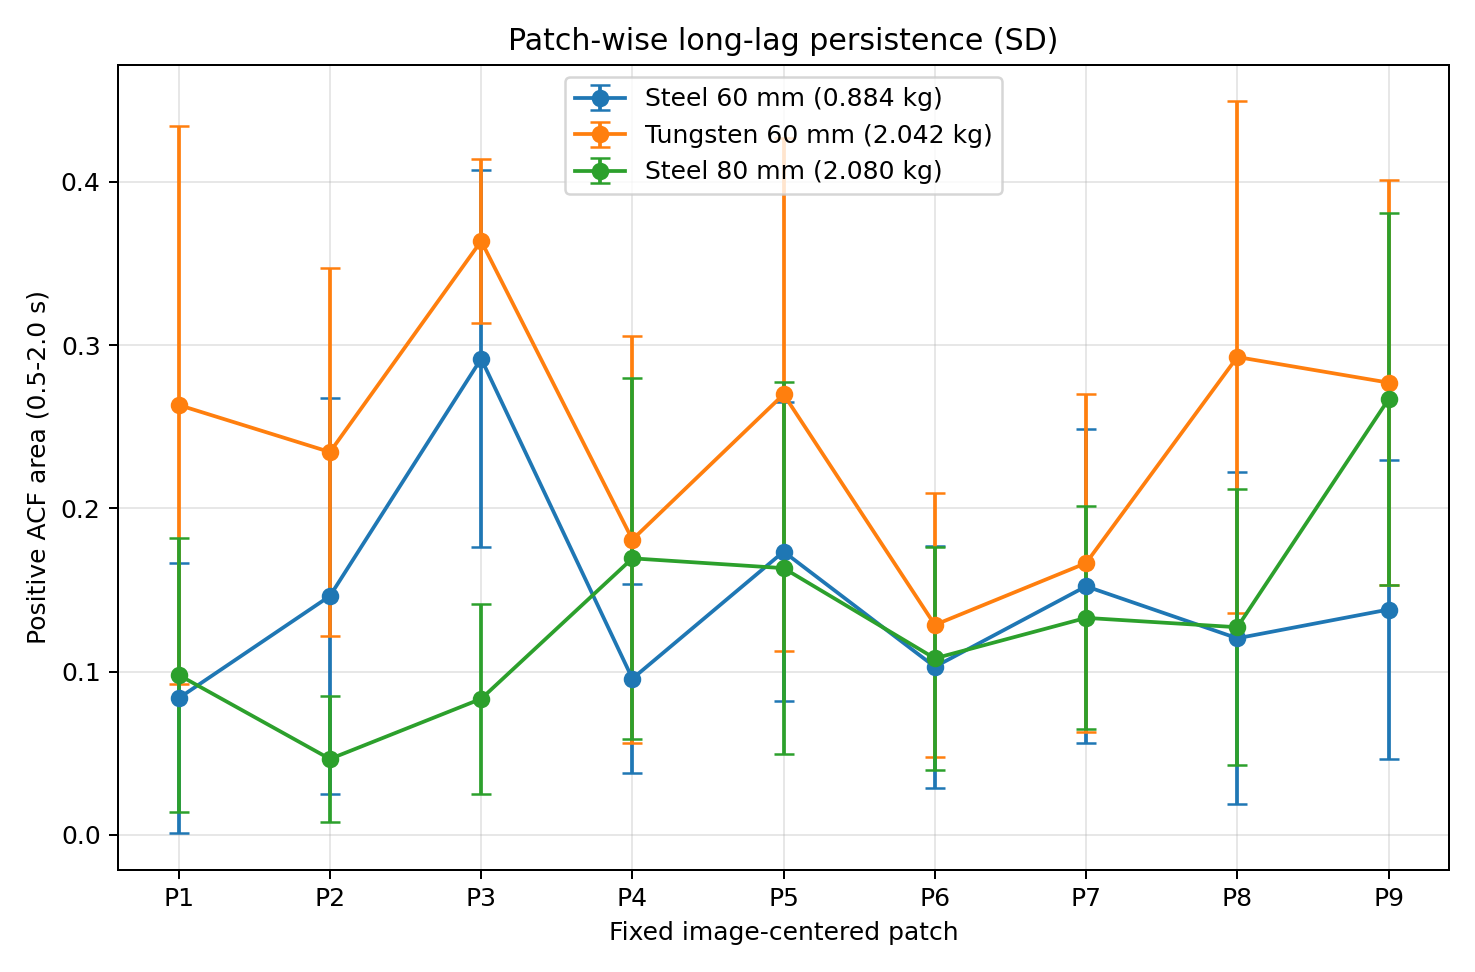 Patch-wise long-lag persistence (SD)
Steel 60 mm (0.884 kg)
Tungsten 60 mm (2.042 kg)
Steel 80 mm (2.080 kg)
Positive ACF area (0.5-2.0 s)
0.4
0.3
0.2
0.1
0.0
P1 P2 P3 P4 P5 P6 P7 P8 P9
Fixed image-centered patch